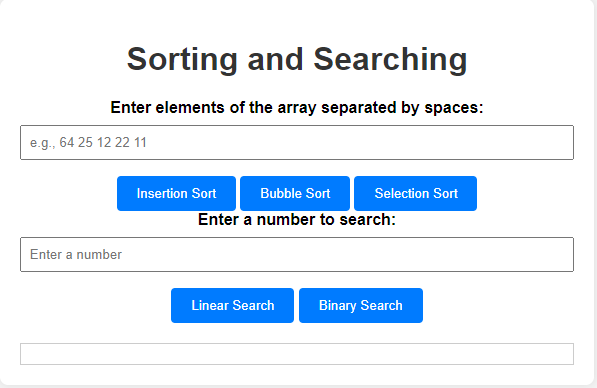 Sorting and Searching
Enter elements of the array separated by spaces:
e.g., 64 25 12 22 11
Insertion Sort Bubble Sort Selection Sort
Enter a number to search:
Enter a number
Linear Search Binary Search